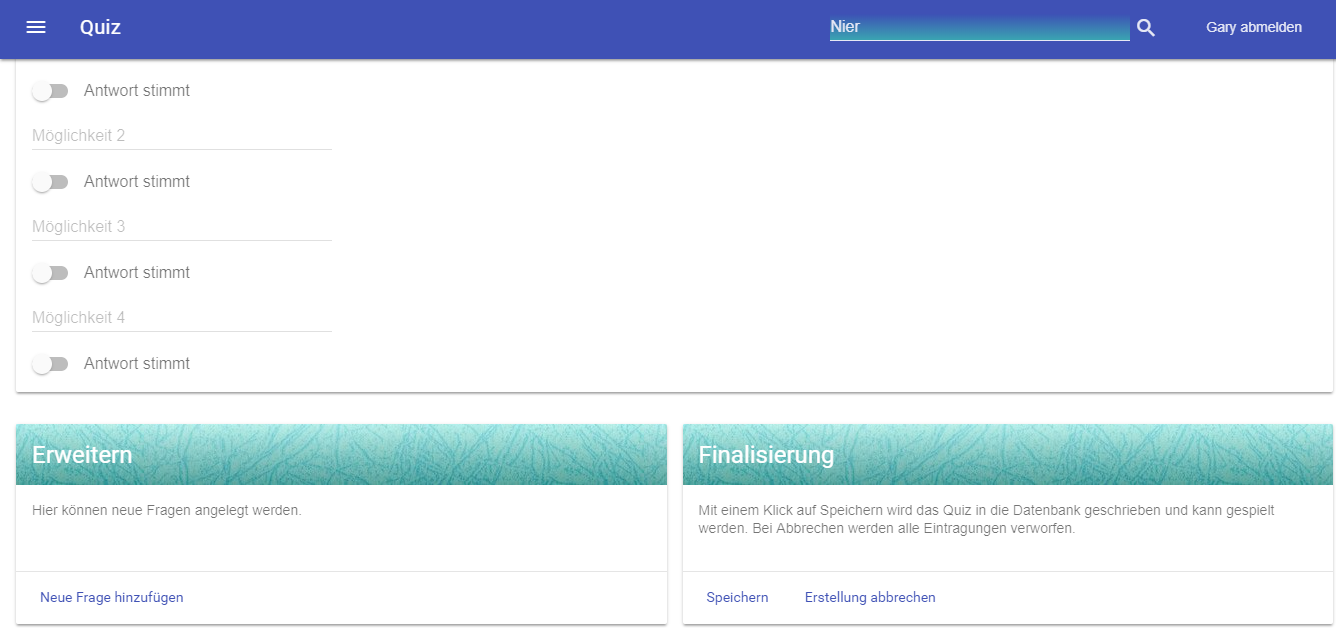 Quiz
Nier
Gary abmelden
Antwort stimmt
Möglichkeit 2
Antwort stimmt
Möglichkeit 3
Antwort stimmt
Möglichkeit 4
Antwort stimmt
Erweitern
Hier können neue Fragen angelegt werden.
Neue Frage hinzufügen
Finalisierung
Mit einem Klick auf Speichern wird das Quiz in die Datenbank geschrieben und kann gespielt
werden. Bei Abbrechen werden alle Eintragungen verworfen.
Speichern
Erstellung abbrechen